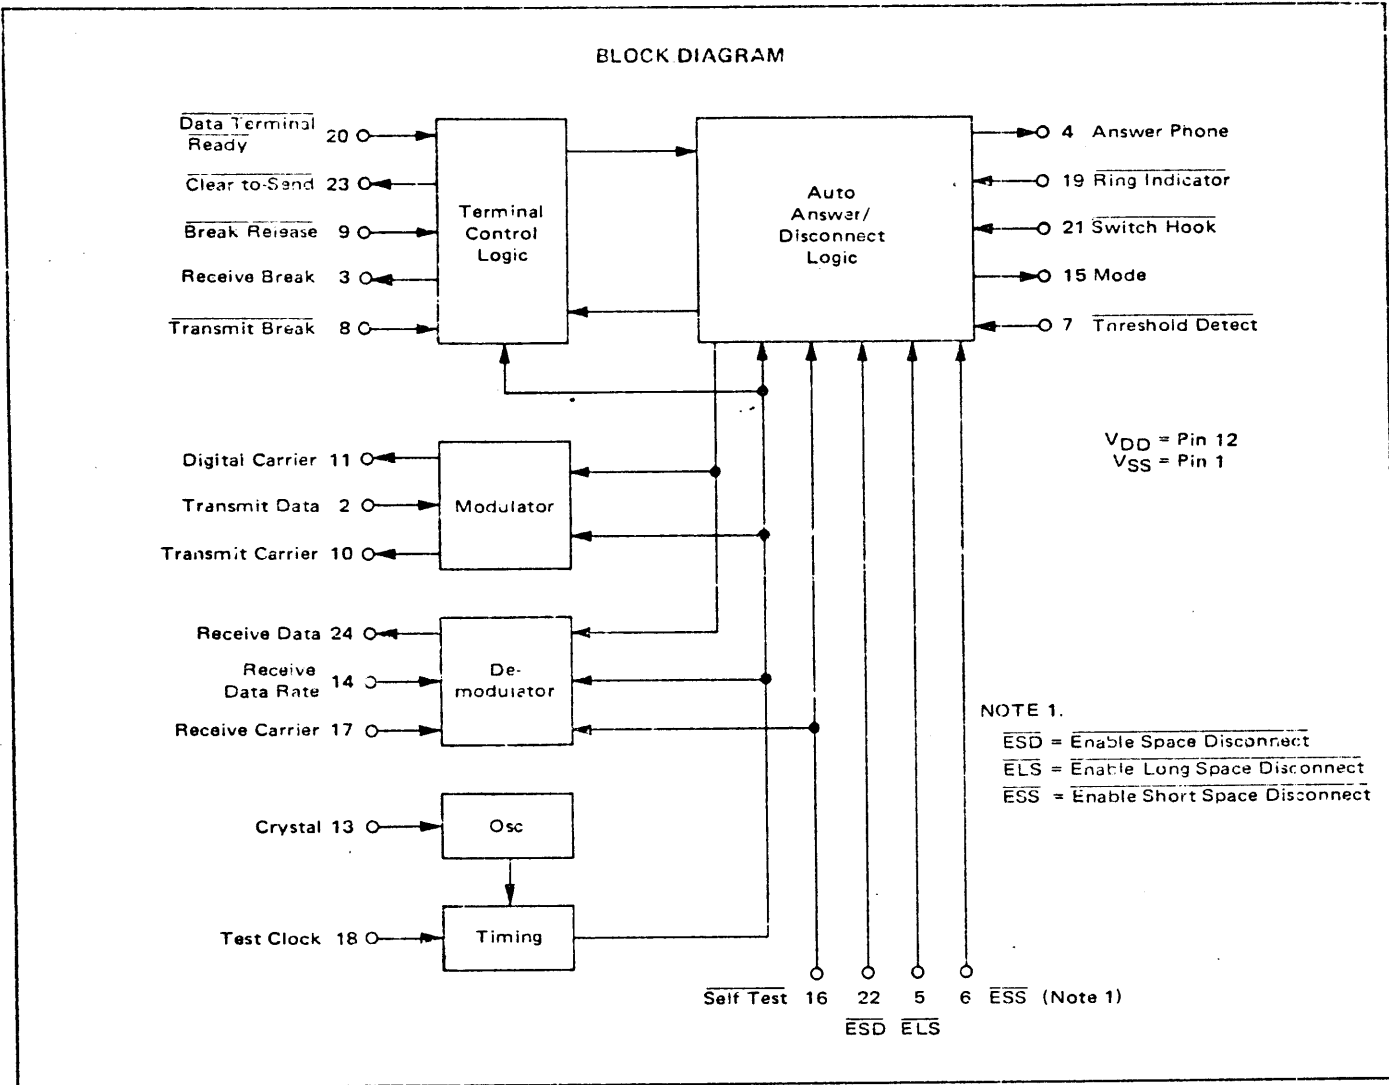 BLOCK DIAGRAM
Data Terminal
Ready
20
Clear to-Send 23
Break Release 9
Receive Break 3
Transmit Break 8
Terminal
Control
Logic
Auto
Answer/
Disconnect
Logic
4 Answer Phone
19 Ring Indicator
21 Switch Hook
15 Mode
7 Threshold Detect
VDD = Pin 12
VSS = Pin 1
Digital Carrier 11
Transmit Data 2
Transmit Carrier 10
Modulator
Receive Data 24
Receive
Data Rate
14
Receive Carrier 17
De-
modulator
NOTE 1.
ESD = Enable Space Disconnect
ELS = Enable Long Space Disconnect
ESS = Enable Short Space Disconnect
Crystal 13
Osc
Test Clock 18
Timing
Self Test 16 22 5 6 ESS (Note 1)
ESD ELS